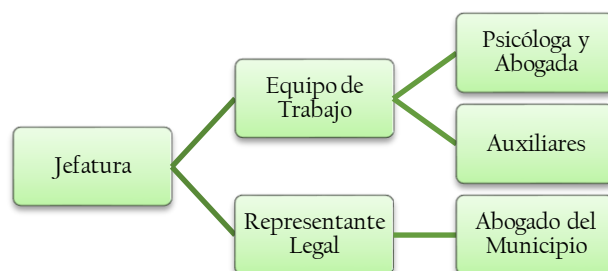 Jefatura
Equipo de
Trabajo
Psicóloga y
Abogada
Auxiliares
Representante
Legal
Abogado del
Municipio